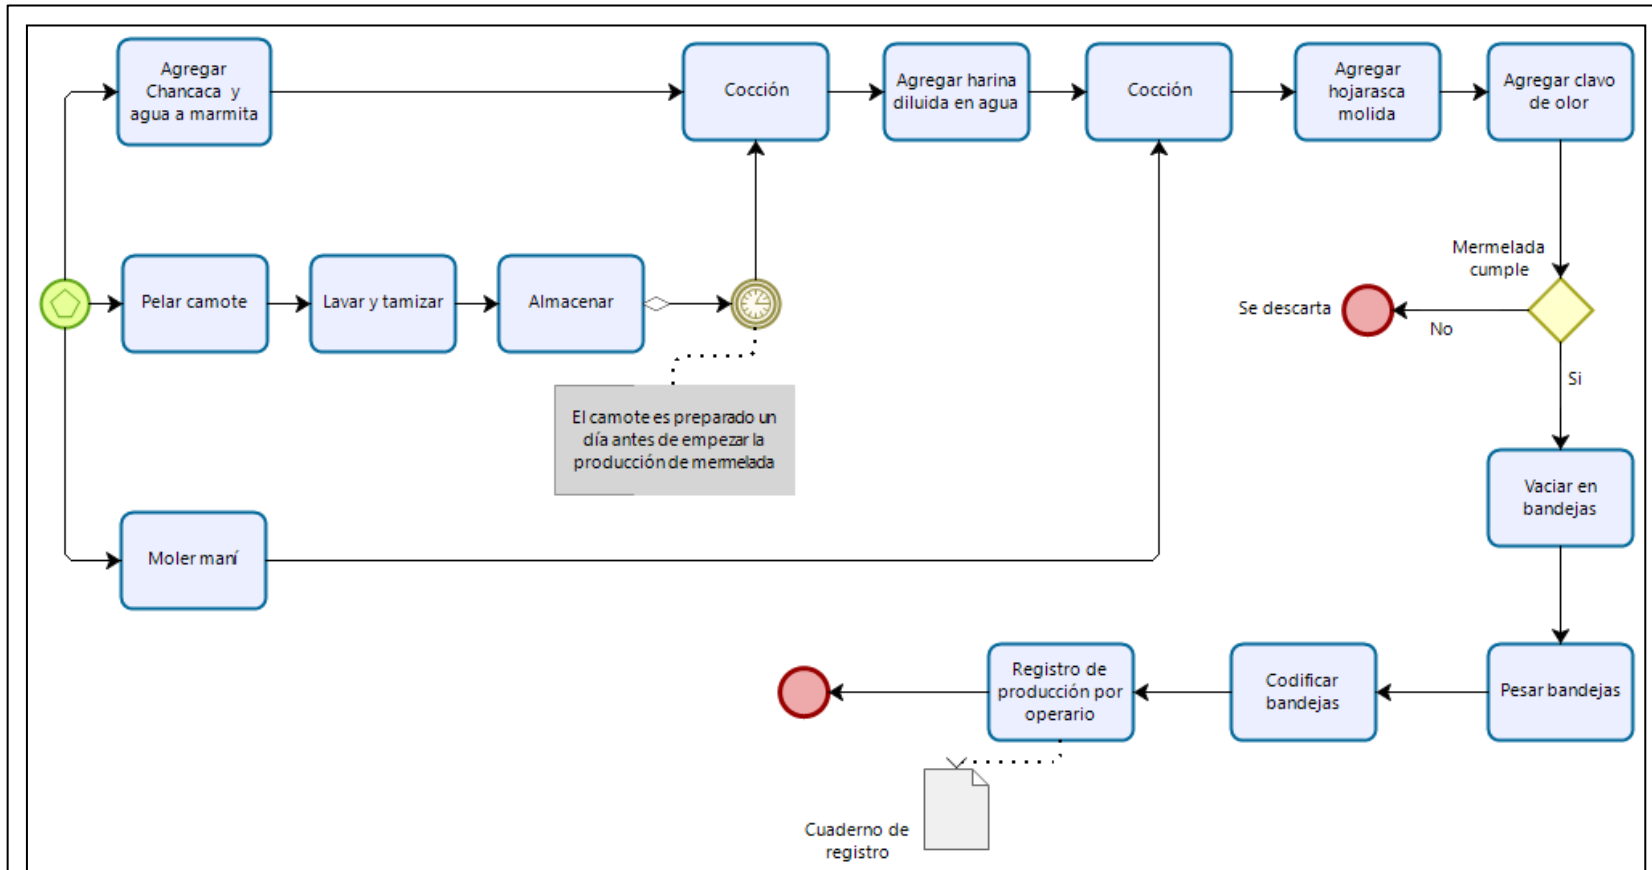 Agregar
Chancaca y
agua a marmita
Cocción
Agregar harina
diluida en agua
Cocción
Agregar
hojarasca
molida
Agregar clavo
de olor
Pelar camote
Lavar y tamizar
Almacenar
Mermelada
cumple
Se descarta
No
Si
El camote es preparado un
día antes de empezar la
producción de mermelada
Vaciar en
bandejas
Moler maní
Registro de
producción por
operario
Codificar
bandejas
Pesar bandejas
Cuaderno de
registro